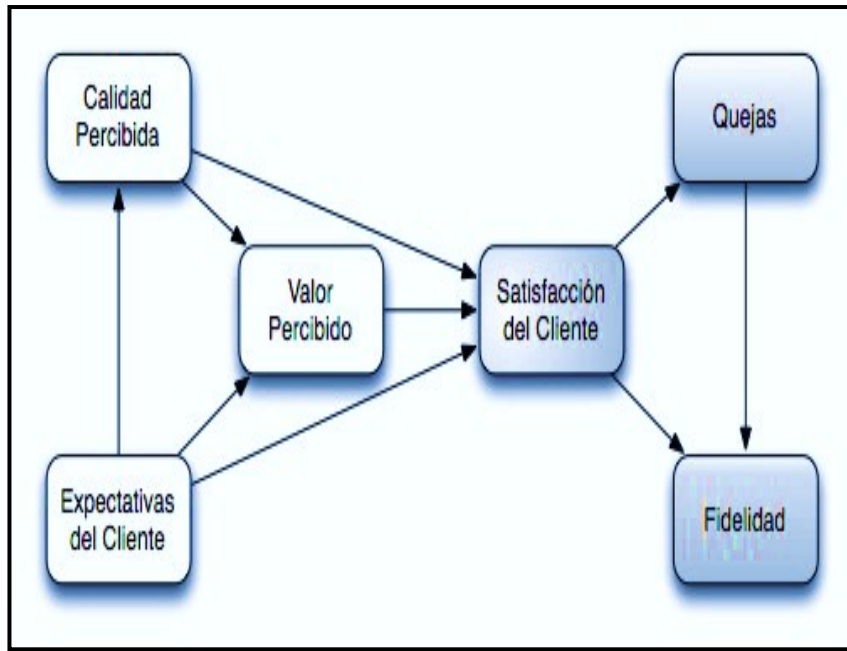 Calidad
Percibida
Quejas
Valor
Percibido
Satisfacción
del Cliente
Expectativas
del Cliente
Fidelidad